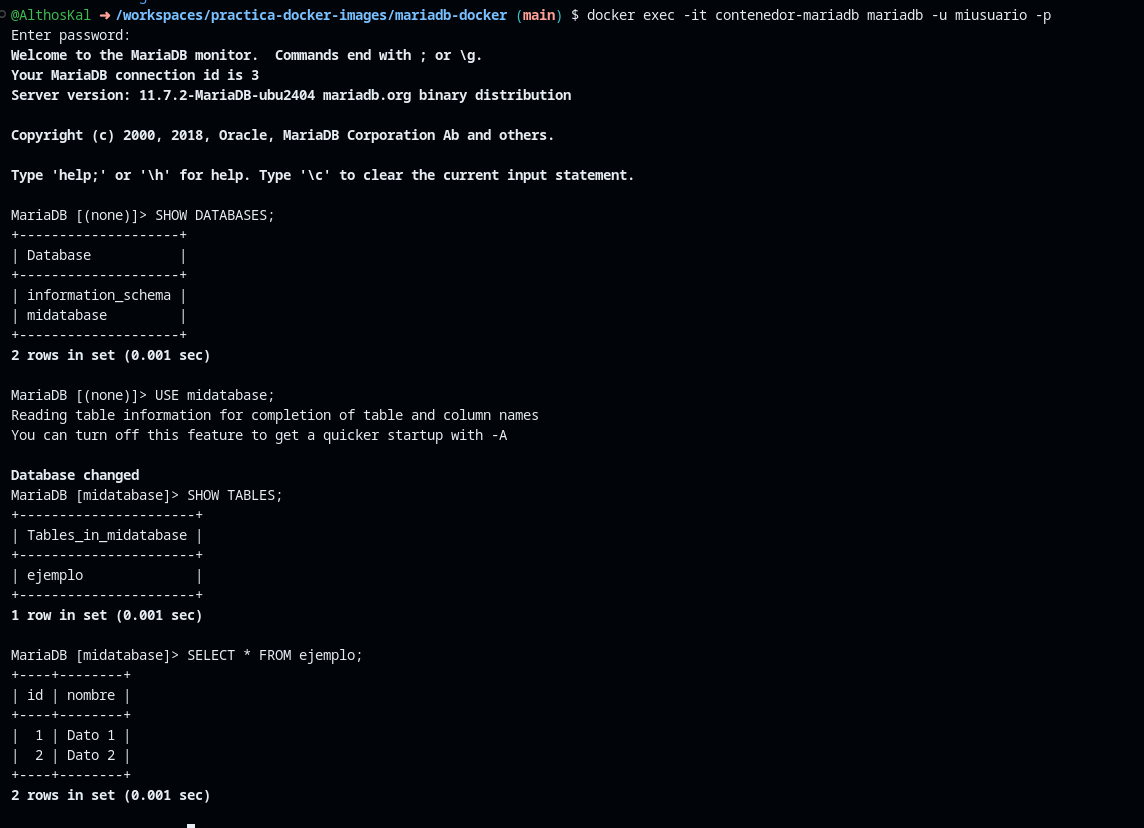 @AlthosKal ➜ /workspaces/practica-docker-images/mariadb-docker (main) $ docker exec -it contenedor-mariadb mariadb -u miusuario -p
Enter password:
Welcome to the MariaDB monitor.  Commands end with ; or \g.
Your MariaDB connection id is 3
Server version: 11.7.2-MariaDB-ubu2404 mariadb.org binary distribution

Copyright (c) 2000, 2018, Oracle, MariaDB Corporation Ab and others.

Type 'help;' or '\h' for help. Type '\c' to clear the current input statement.

MariaDB [(none)]> SHOW DATABASES;
+--------------------+
| Database           |
+--------------------+
| information_schema |
| midatabase         |
+--------------------+
2 rows in set (0.001 sec)

MariaDB [(none)]> USE midatabase;
Reading table information for completion of table and column names
You can turn off this feature to get a quicker startup with -A

Database changed
MariaDB [midatabase]> SHOW TABLES;
+----------------------+
| Tables_in_midatabase |
+----------------------+
| ejemplo              |
+----------------------+
1 row in set (0.001 sec)

MariaDB [midatabase]> SELECT * FROM ejemplo;
+----+--------+
| id | nombre |
+----+--------+
|  1 | Dato 1 |
|  2 | Dato 2 |
+----+--------+
2 rows in set (0.001 sec)